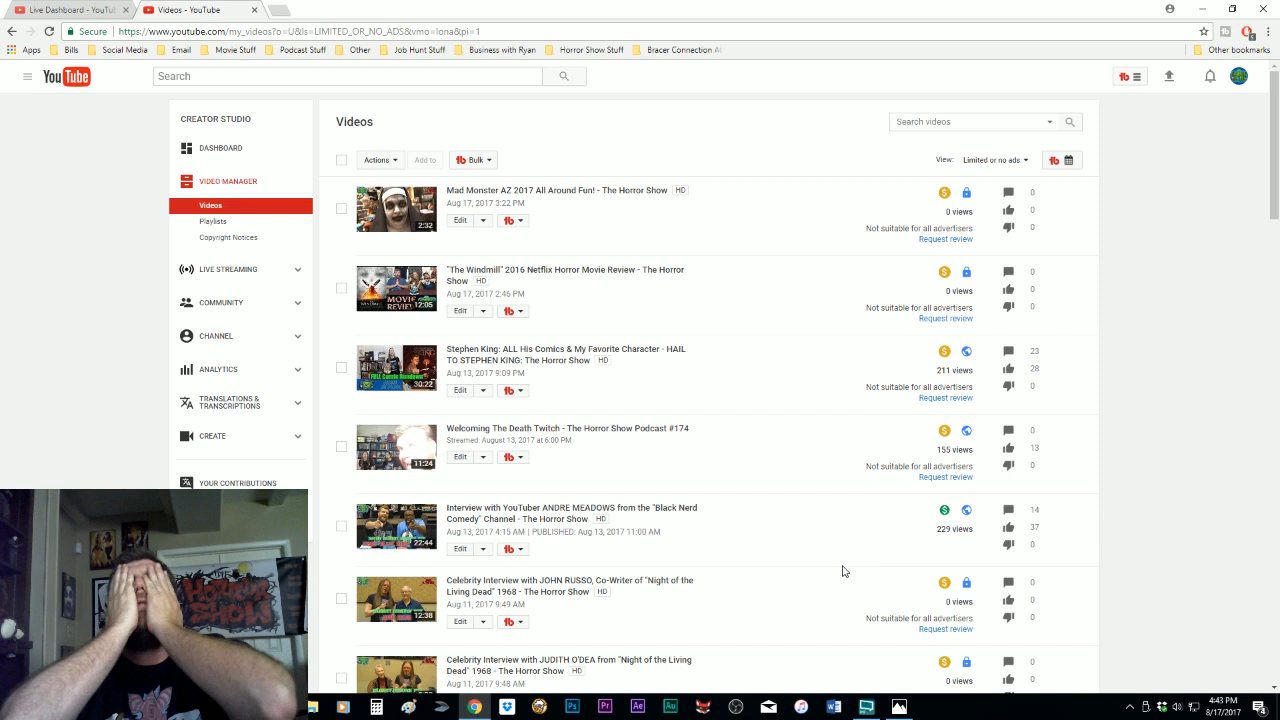 Live Dashboard - YouTub
Videos - YouTube
Secure
https://www.youtube.com/my_videos?o=U&ls=LIMITED_OR_NO_ADS&vmo=lona&pi=1
Apps Bills Social Media Email Movie Stuff Podcast Stuff Other Job Hunt Stuff Business with Ryan Horror Show Stuff Bracer Connection At Other bookmarks
YouTube
Search
CREATOR STUDIO
DASHBOARD
VIDEO MANAGER
Videos
Playlists
Copyright Notices
LIVE STREAMING
COMMUNITY
CHANNEL
ANALYTICS
TRANSLATIONS &
TRANSCRIPTIONS
CREATE
YOUR CONTRIBUTIONS
Videos
Search videos
Actions Add to tb Bulk
View: Limited or no ads
Mad Monster AZ 2017 All Around Fun! - The Horror Show HD
Aug 17, 2017 3:22 PM
Edit
2:32
0 views
Not suitable for all advertisers
Request review
0
0
0
"The Windmill" 2016 Netflix Horror Movie Review - The Horror
Show HD
Aug 17, 2017 2:46 PM
Edit
MOVIE
REVIEW
12:05
0 views
Not suitable for all advertisers
Request review
0
0
0
Stephen King: ALL His Comics & My Favorite Character - HAIL
TO STEPHEN KING: The Horror Show HD
Aug 13, 2017 9:09 PM
Edit
30:22
211 views
Not suitable for all advertisers
Request review
23
28
0
Welcoming The Death Twitch - The Horror Show Podcast #174
Streamed: August 13, 2017 at 6:00 PM
Edit
11:24
155 views
Not suitable for all advertisers
Request review
0
13
0
Interview with YouTuber ANDRE MEADOWS from the "Black Nerd
Comedy" Channel - The Horror Show HD
Aug 13, 2017 4:15 AM | PUBLISHED: Aug 13, 2017 11:00 AM
Edit
22:44
229 views
14
37
0
Celebrity Interview with JOHN RUSSO, Co-Writer of "Night of the
Living Dead" 1968 - The Horror Show HD
Aug 11, 2017 9:49 AM
Edit
12:38
0 views
Not suitable for all advertisers
Request review
0
0
0
Celebrity Interview with JUDITH O'DEA from "Night of the Living
Dead" 1968 - The Horror Show HD
Aug 11, 2017 9:48 AM
0 views
0
0
4:43 PM
8/17/2017